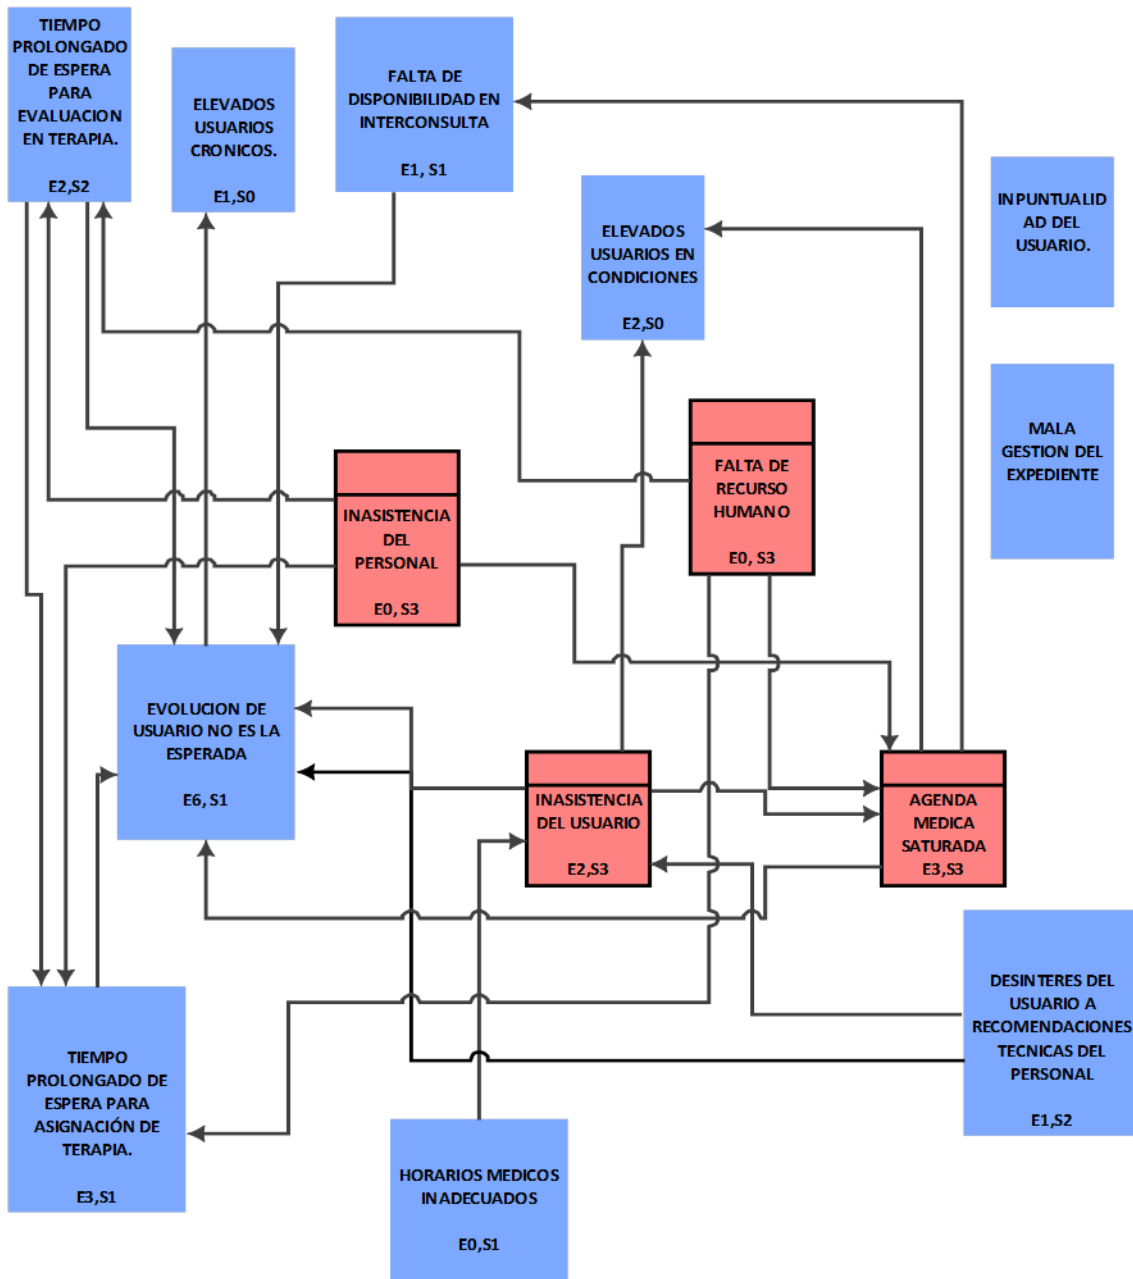 TIEMPO
PROLONGADO
DE ESPERA
PARA
EVALUACION
EN TERAPIA.
E2,S2
ELEVADOS
USUARIOS
CRONICOS.
E1,S0
FALTA DE
DISPONIBILIDAD EN
INTERCONSULTA
E1, S1
ELEVADOS
USUARIOS EN
CONDICIONES
E2,S0
INPUNTUALID
AD DEL
USUARIO.
MALA
GESTION DEL
EXPEDIENTE
FALTA DE
RECURSO
HUMANO
E0, S3
INASISTENCIA
DEL
PERSONAL
E0, S3
EVOLUCION DE
USUARIO NO ES LA
ESPERADA
E6, S1
INASISTENCIA
DEL USUARIO
E2,S3
AGENDA
MEDICA
SATURADA
E3,S3
DESINTERES DEL
USUARIO A
RECOMENDACIONES
TECNICAS DEL
PERSONAL
E1,S2
TIEMPO
PROLONGADO DE
ESPERA PARA
ASIGNACIÓN DE
TERAPIA.
E3,S1
HORARIOS MEDICOS
INADECUADOS
E0,S1